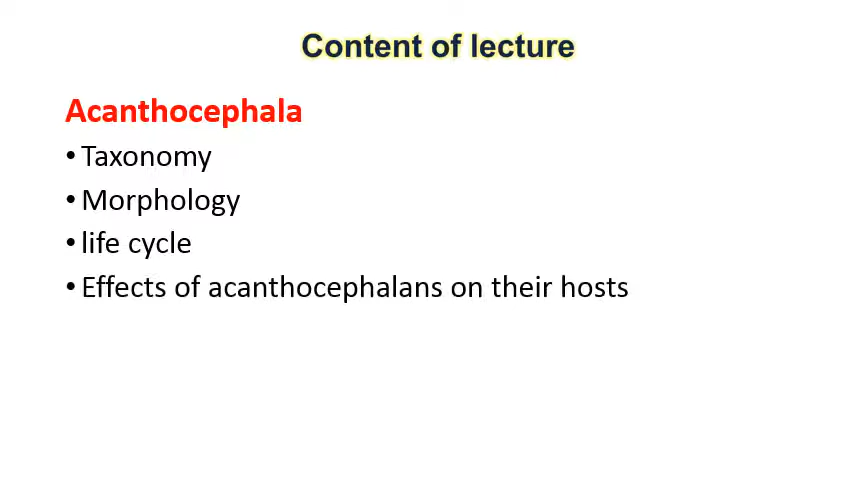 Content of lecture
Acanthocephala
• Taxonomy
• Morphology
• life cycle
• Effects of acanthocephalans on their hosts